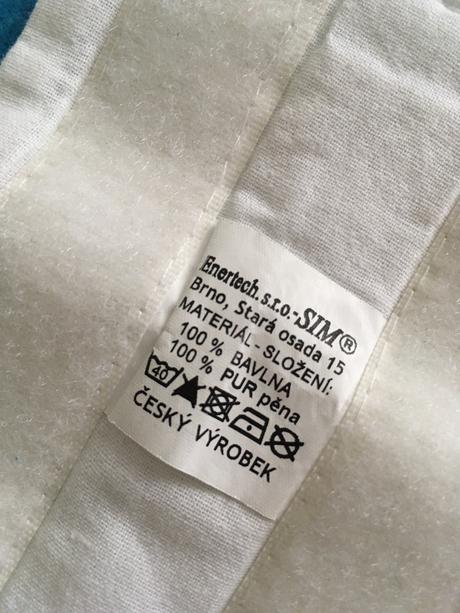 Enertech. s.r.o.-SIM®
Brno, Stará osada 15
MATERIÁL- SLOŽENÍ:
100 % BAVLNA
100 % PUR pěna
40
ČESKÝ VÝROBEK